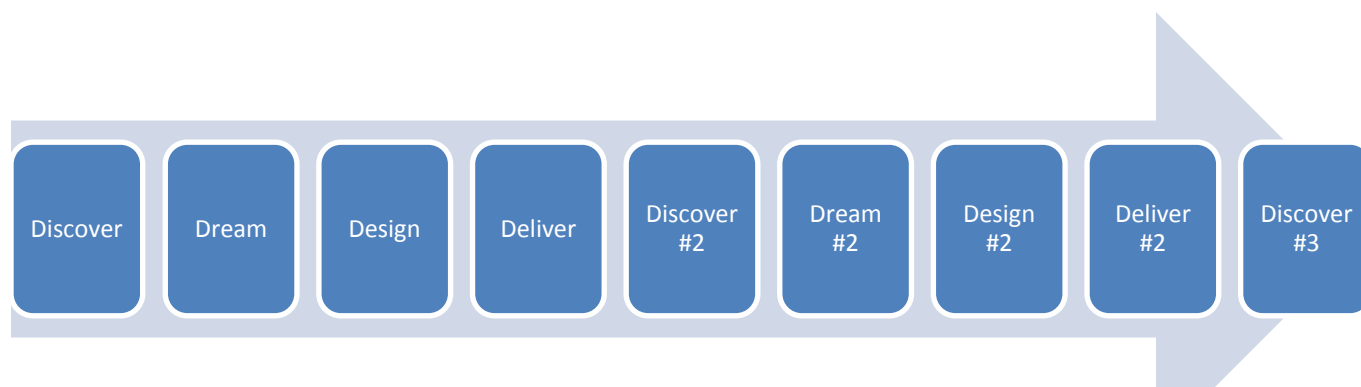 Discover
Dream
Design
Deliver
Discover
#2
Dream
#2
Design
#2
Deliver
#2
Discover
#3